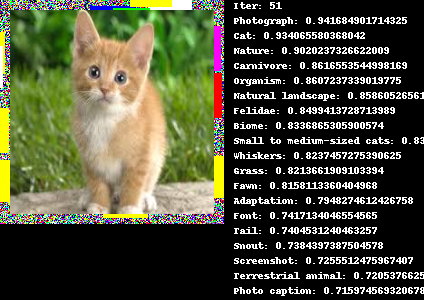 Iter: 51
Photograph: 0.941684901714325
Cat: 0.934065580368042
Nature: 0.9020237326622009
Carnivore: 0.8616553544998169
Organism: 0.8607237339019775
Natural landscape: 0.85860526561
Felidae: 0.8499413728713989
Biome: 0.8336865305900574
Small to medium-sized cats: 0.83
Whiskers: 0.8237457275390625
Grass: 0.8213661909103394
Fawn: 0.8158113360404968
Adaptation: 0.7948274612426758
Font: 0.7417134046554565
Tail: 0.7404531240463257
Snout: 0.7384397387504578
Screenshot: 0.7255512475967407
Terrestrial animal: 0.7205376625
Photo caption: 0.715974569320678